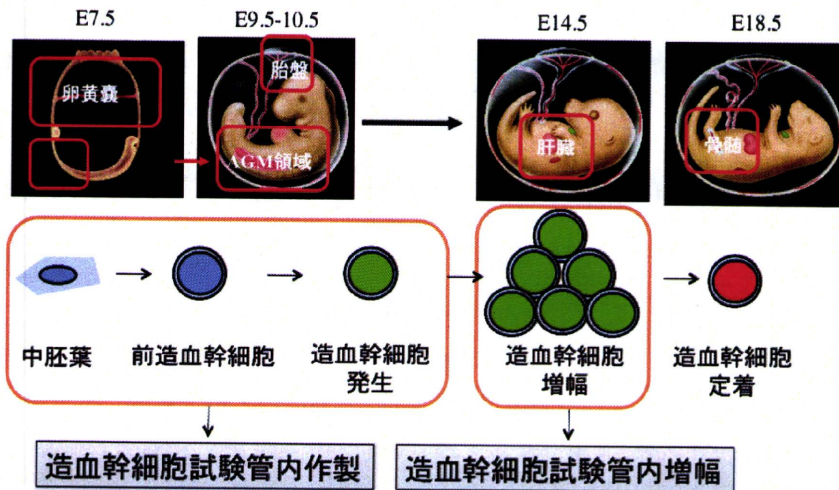 E7.5
E9.5-10.5
E14.5
E18.5
卵黄嚢
胎盤
AGM領域
肝臓
骨髄
中胚葉
前造血幹細胞
造血幹細胞
発生
造血幹細胞
増幅
造血幹細胞
定着
造血幹細胞試験管内作製
造血幹細胞試験管内増幅